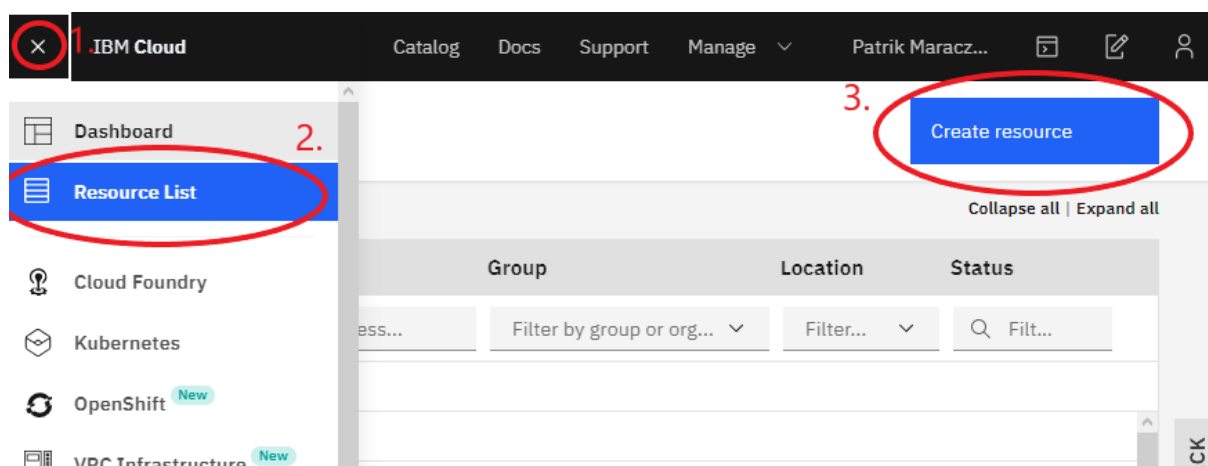 1.
IBM Cloud
Catalog
Docs
Support
Manage
Patrik Maracz...
2.
3.
Dashboard
Resource List
Cloud Foundry
Kubernetes
OpenShift New
VPC Infrastructure New
Create resource
Collapse all | Expand all
Group
Location
Status
ess...
Filter by group or org...
Filter...
Filt...
CK